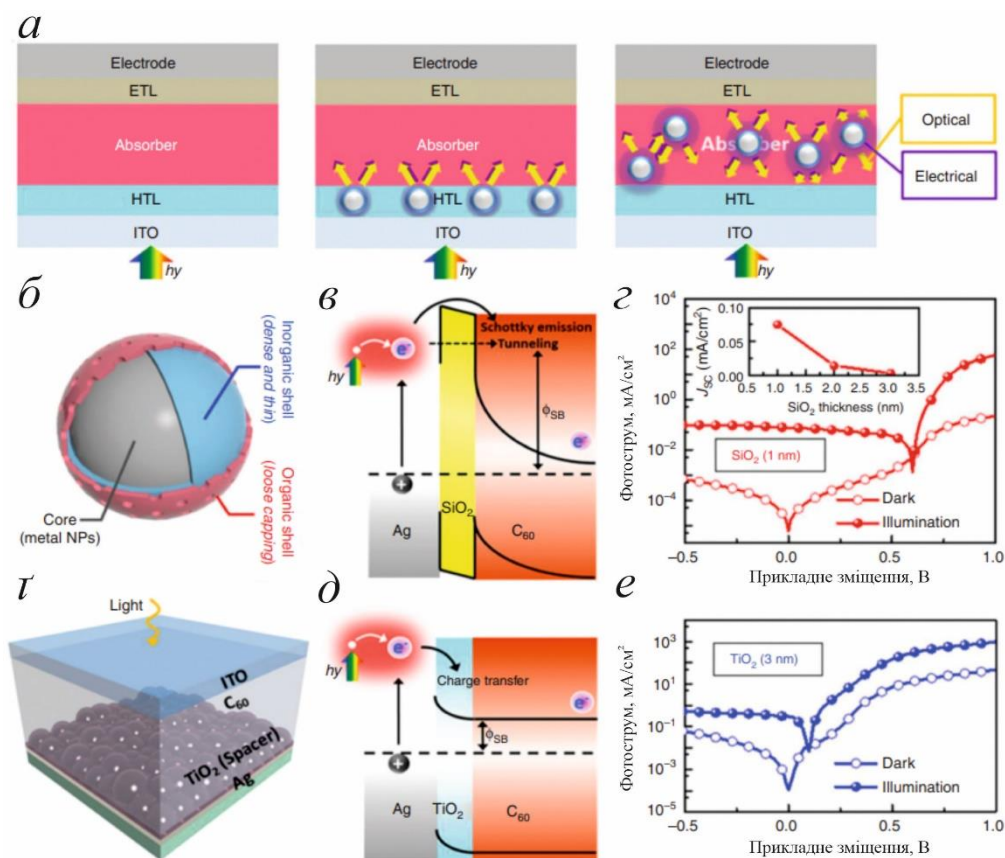 а
Electrode
ETL
Absorber
HTL
ITO
hγ
Electrode
ETL
Absorber
HTL
ITO
hγ
Electrode
ETL
Absorber
HTL
ITO
hγ
Optical
Electrical
б
Inorganic shell
(dense and thin)
Organic shell
(loose capping)
Core
(metal NPs)
в
Schottky emission
Tunneling
e⁻
hγ
ϕSB
e⁻
+
Ag
SiO₂
C₆₀
г
Фотострум, мА/см²
10⁴
10²
10⁰
10⁻²
10⁻⁴
JSC (mA/cm²)
0.10
0.05
0.00
0.5 1.0 1.5 2.0 2.5 3.0 3.5
SiO₂ thickness (nm)
SiO₂ (1 nm)
Dark
Illumination
−0.5 0.0 0.5 1.0
Прикладне зміщення, В
ґ
Light
ITO
C₆₀
TiO₂ (Spacer)
Ag
д
e⁻
hγ
Charge transfer
e⁻
ϕSB
+
Ag
TiO₂
C₆₀
е
Фотострум, мА/см²
10³
10¹
10⁻¹
10⁻³
10⁻⁵
TiO₂ (3 nm)
Dark
Illumination
−0.5 0.0 0.5 1.0
Прикладне зміщення, В